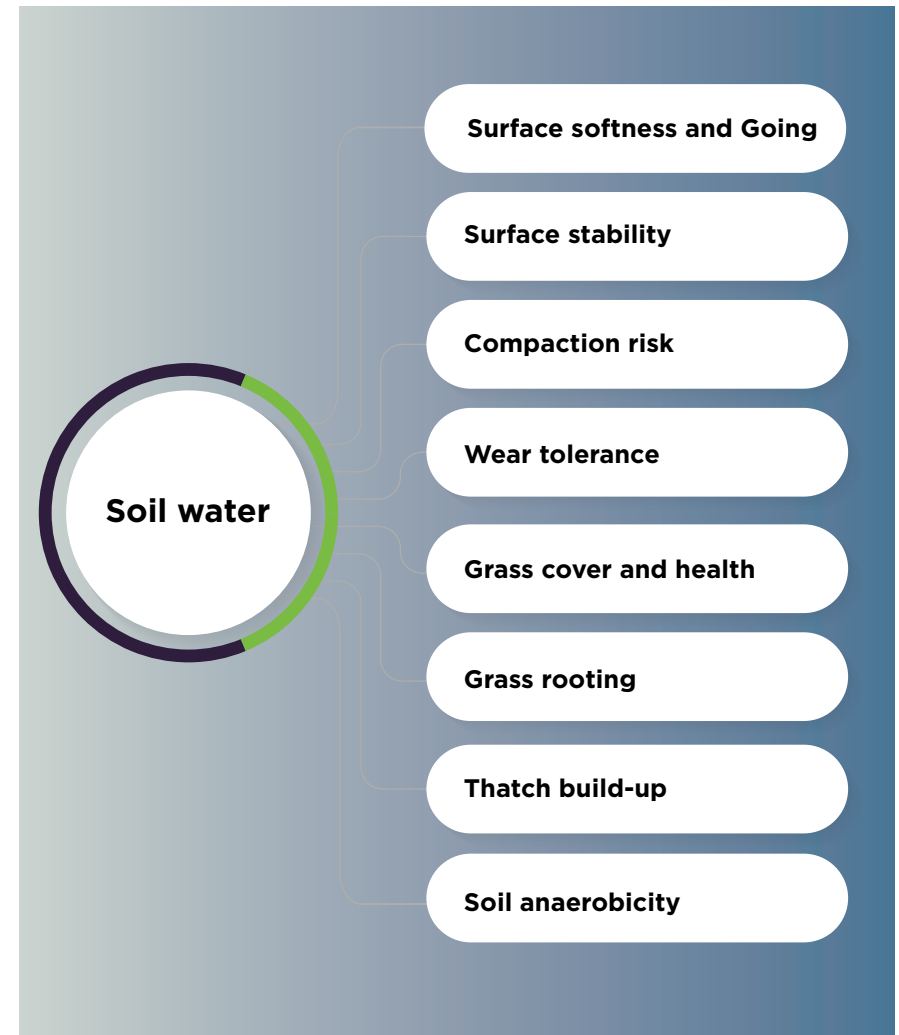 Surface softness and Going
Surface stability
Compaction risk
Wear tolerance
Soil water
Grass cover and health
Grass rooting
Thatch build-up
Soil anaerobicity